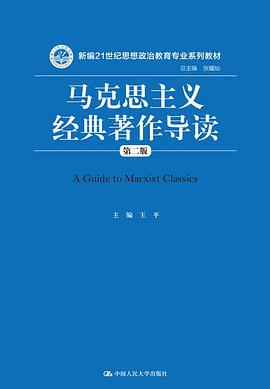 新编21世纪思想政治教育专业系列教材
总主编 张耀灿
马克思主义
经典著作导读
第二版
A Guide to Marxist Classics
主编 王平
中国人民大学出版社